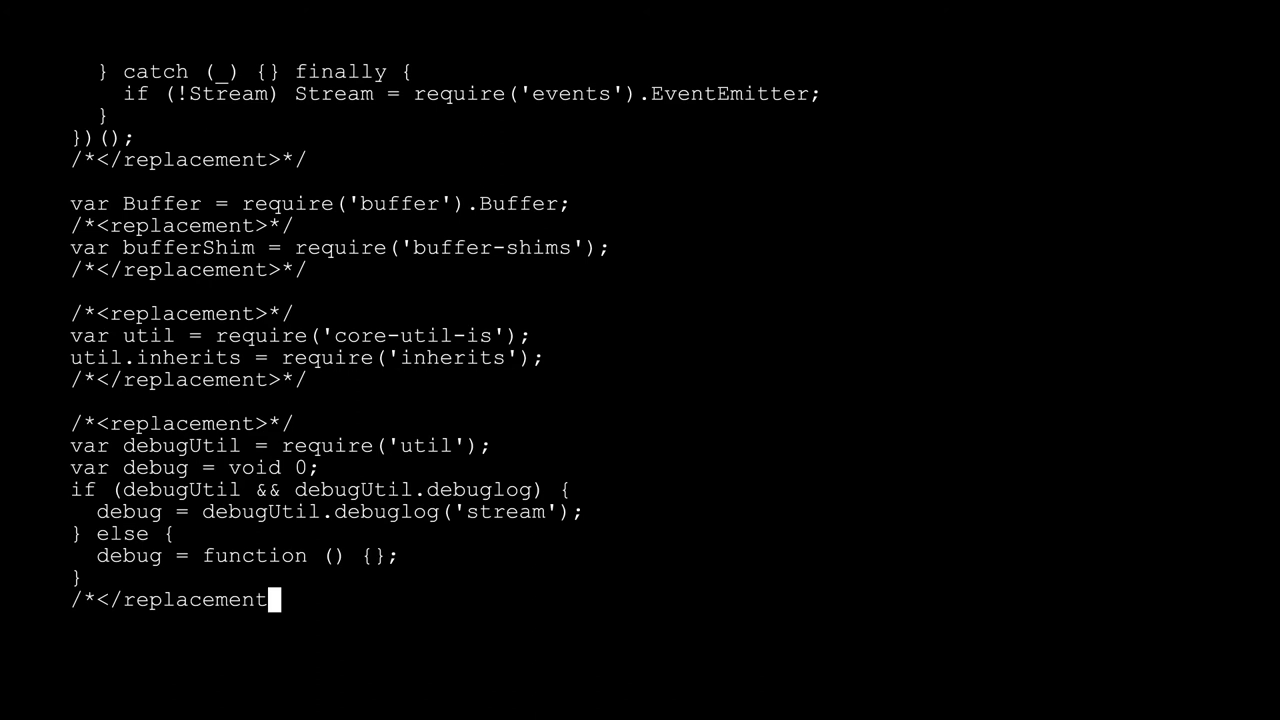 } catch (_) {} finally {
    if (!Stream) Stream = require('events').EventEmitter;
  }
})();
/*</replacement>*/

var Buffer = require('buffer').Buffer;
/*<replacement>*/
var bufferShim = require('buffer-shims');
/*</replacement>*/

/*<replacement>*/
var util = require('core-util-is');
util.inherits = require('inherits');
/*</replacement>*/

/*<replacement>*/
var debugUtil = require('util');
var debug = void 0;
if (debugUtil && debugUtil.debuglog) {
  debug = debugUtil.debuglog('stream');
} else {
  debug = function () {};
}
/*</replacement